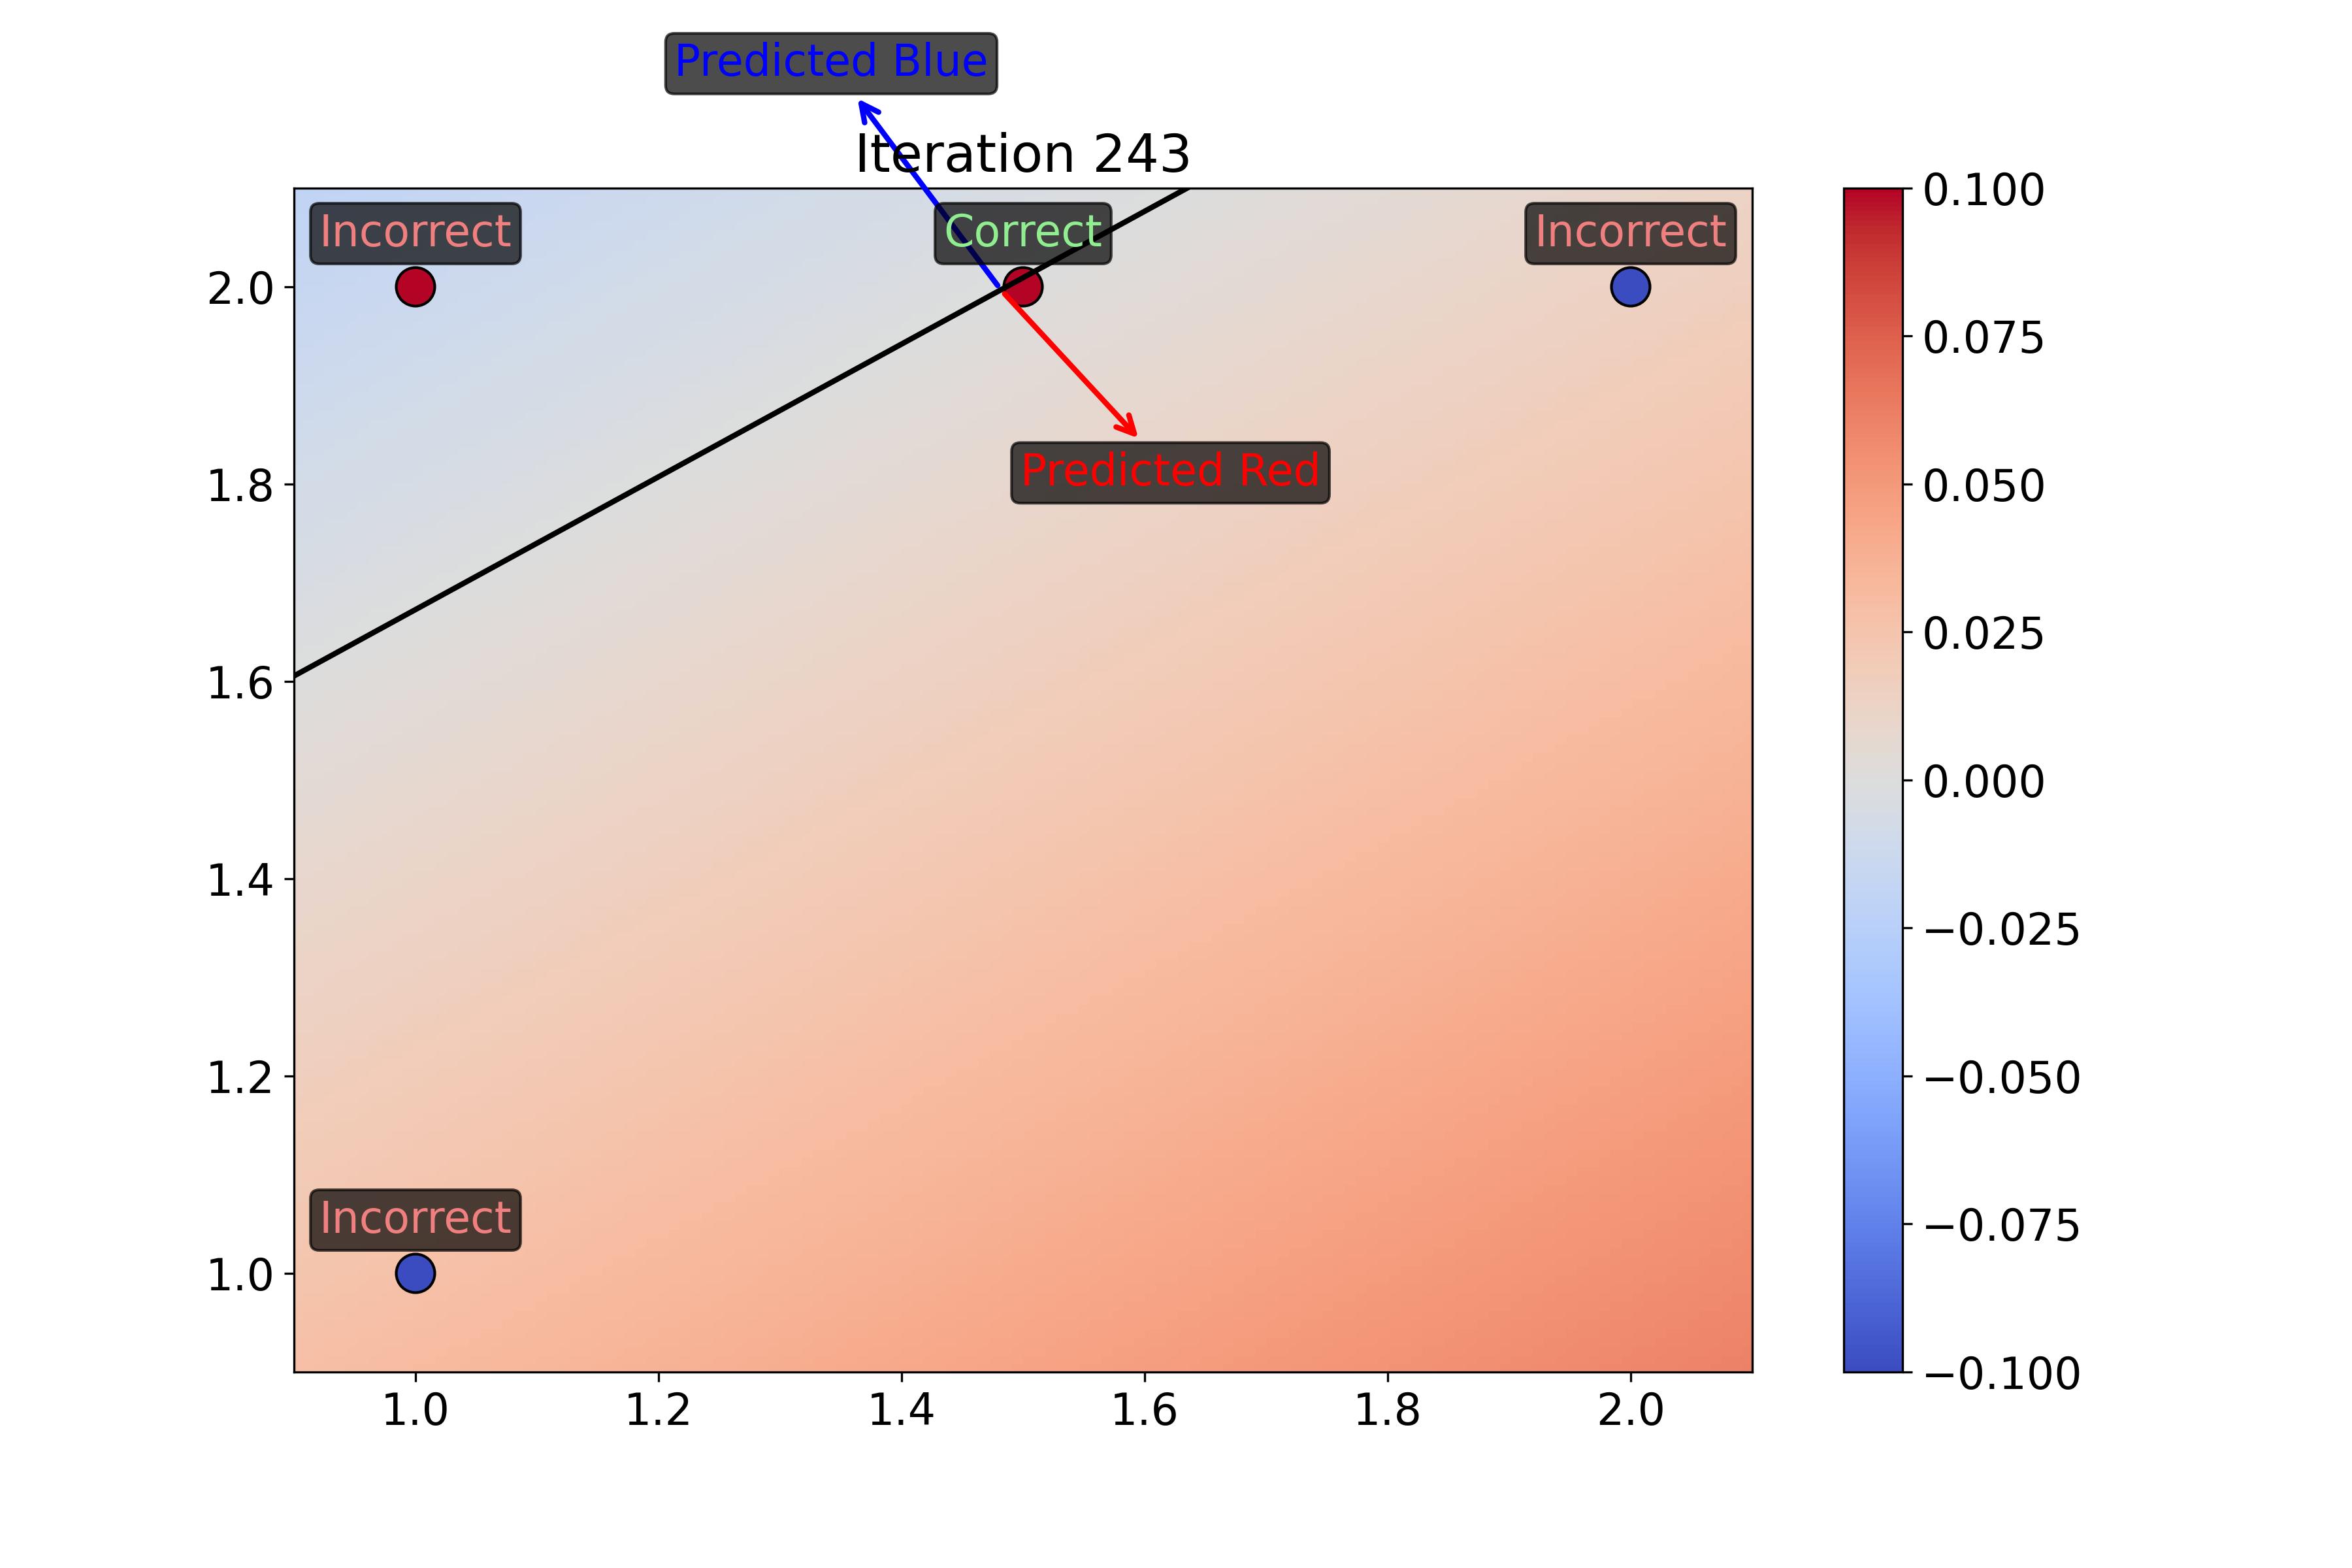 Predicted Blue
Iteration 243
Incorrect
Correct
Incorrect
Predicted Red
Incorrect
2.0
1.8
1.6
1.4
1.2
1.0
1.0 1.2 1.4 1.6 1.8 2.0
0.100
0.075
0.050
0.025
0.000
−0.025
−0.050
−0.075
−0.100